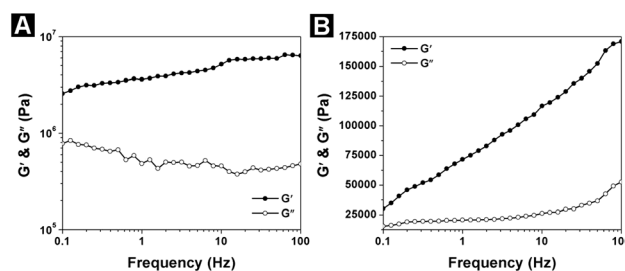 A
10⁷
10⁶
10⁵
G′ & G″ (Pa)
G′
G″
0.1 1 10 100
Frequency (Hz)
B
175000
150000
125000
100000
75000
50000
25000
G′ & G″ (Pa)
G′
G″
0.1 1 10 100
Frequency (Hz)